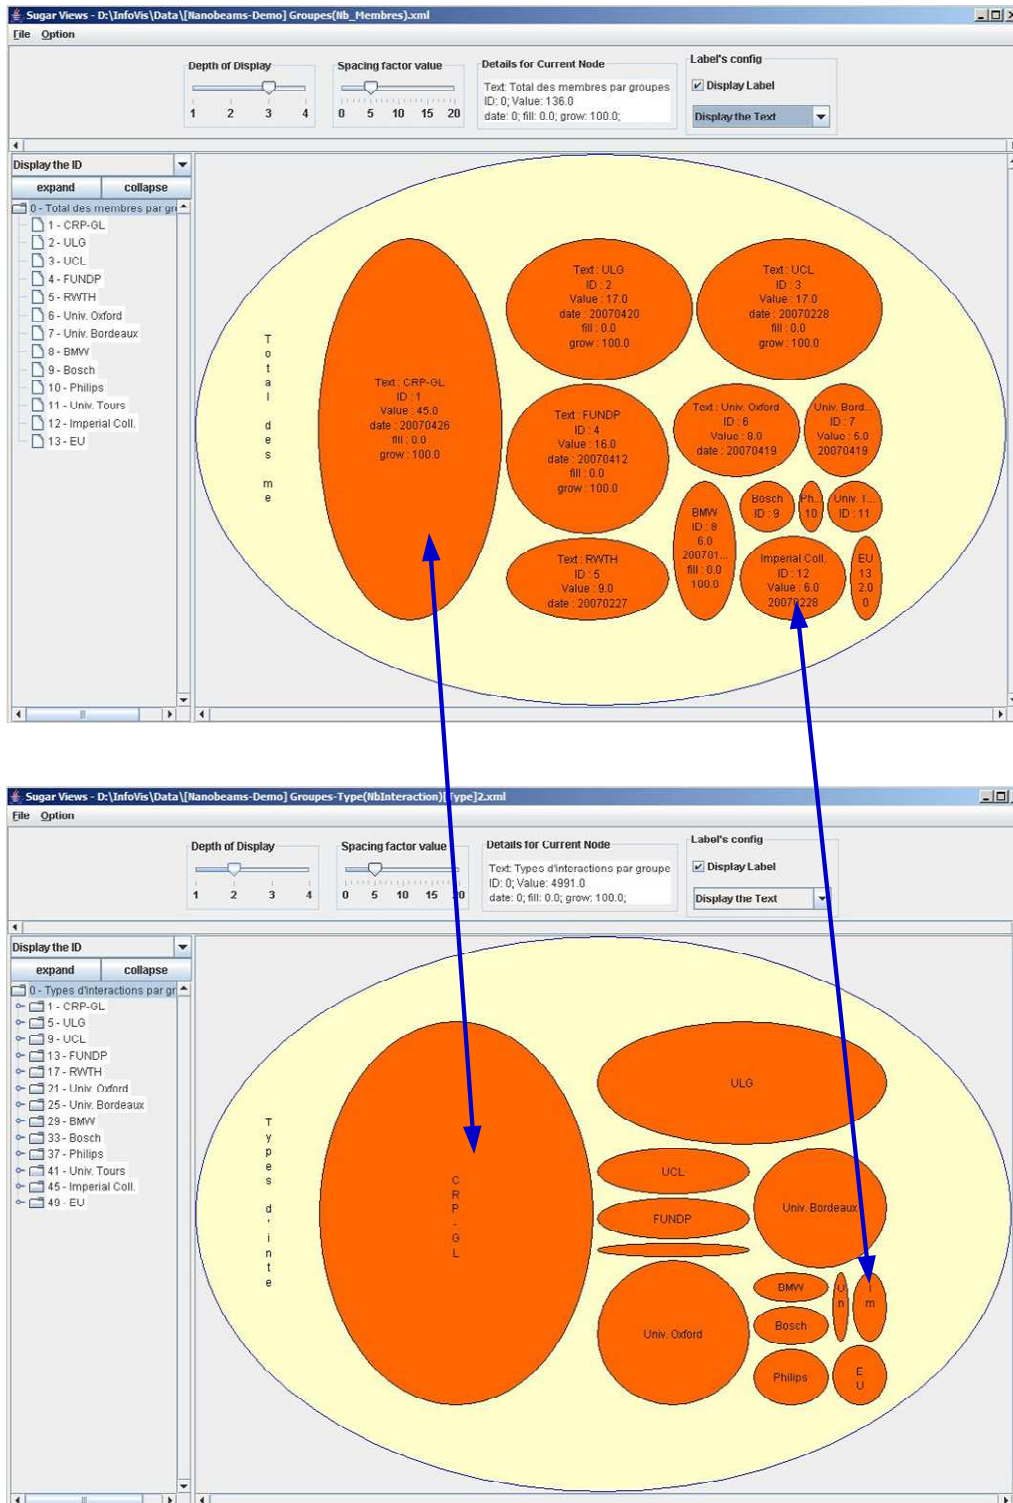 Sugar Views - D:\InfoVis\Data\[Nanobeams-Demo] Groupes(Nb_Membres).xml
File Option
Depth of Display
1 2 3 4
Spacing factor value
0 5 10 15 20
Details for Current Node
Text: Total des membres par groupes
ID: 0; Value: 136.0
date: 0; fill: 0.0; grow: 100.0;
Label's config
Display Label
Display the Text
Display the ID
expand collapse
0 - Total des membres par gr
1 - CRP-GL
2 - ULG
3 - UCL
4 - FUNDP
5 - RWTH
6 - Univ. Oxford
7 - Univ. Bordeaux
8 - BMW
9 - Bosch
10 - Philips
11 - Univ. Tours
12 - Imperial Coll.
13 - EU
Total des me
Text : CRP-GL
ID : 1
Value : 45.0
date : 20070426
fill : 0.0
grow : 100.0
Text : ULG
ID : 2
Value : 17.0
date : 20070420
fill : 0.0
grow : 100.0
Text : UCL
ID : 3
Value : 17.0
date : 20070228
fill : 0.0
grow : 100.0
Text : FUNDP
ID : 4
Value : 16.0
date : 20070412
fill : 0.0
grow : 100.0
Text : Univ. Oxford
ID : 6
Value : 8.0
date : 20070419
Univ. Bord...
ID : 7
Value : 5.0
20070419
BMW
ID : 8
6.0
200701...
fill : 0.0
100.0
Bosch
ID : 9
Ph...
10
Univ. T...
ID : 11
Text : RWTH
ID : 5
Value : 9.0
date : 20070227
Imperial Coll.
ID : 12
Value : 6.0
20070228
EU
13
2.0
0
Sugar Views - D:\InfoVis\Data\[Nanobeams-Demo] Groupes-Type(NbInteraction)[Type]2.xml
File Option
Depth of Display
1 2 3 4
Spacing factor value
0 5 10 15 20
Details for Current Node
Text: Types d'interactions par groupe
ID: 0; Value: 4991.0
date: 0; fill: 0.0; grow: 100.0;
Label's config
Display Label
Display the Text
Display the ID
expand collapse
0 - Types d'interactions par gr
1 - CRP-GL
5 - ULG
9 - UCL
13 - FUNDP
17 - RWTH
21 - Univ. Oxford
25 - Univ. Bordeaux
29 - BMW
33 - Bosch
37 - Philips
41 - Univ. Tours
45 - Imperial Coll.
49 - EU
Types d'inte
CRP-GL
ULG
UCL
FUNDP
Univ. Bordeaux
Univ. Oxford
BMW
Bosch
Philips
Un
Im
EU